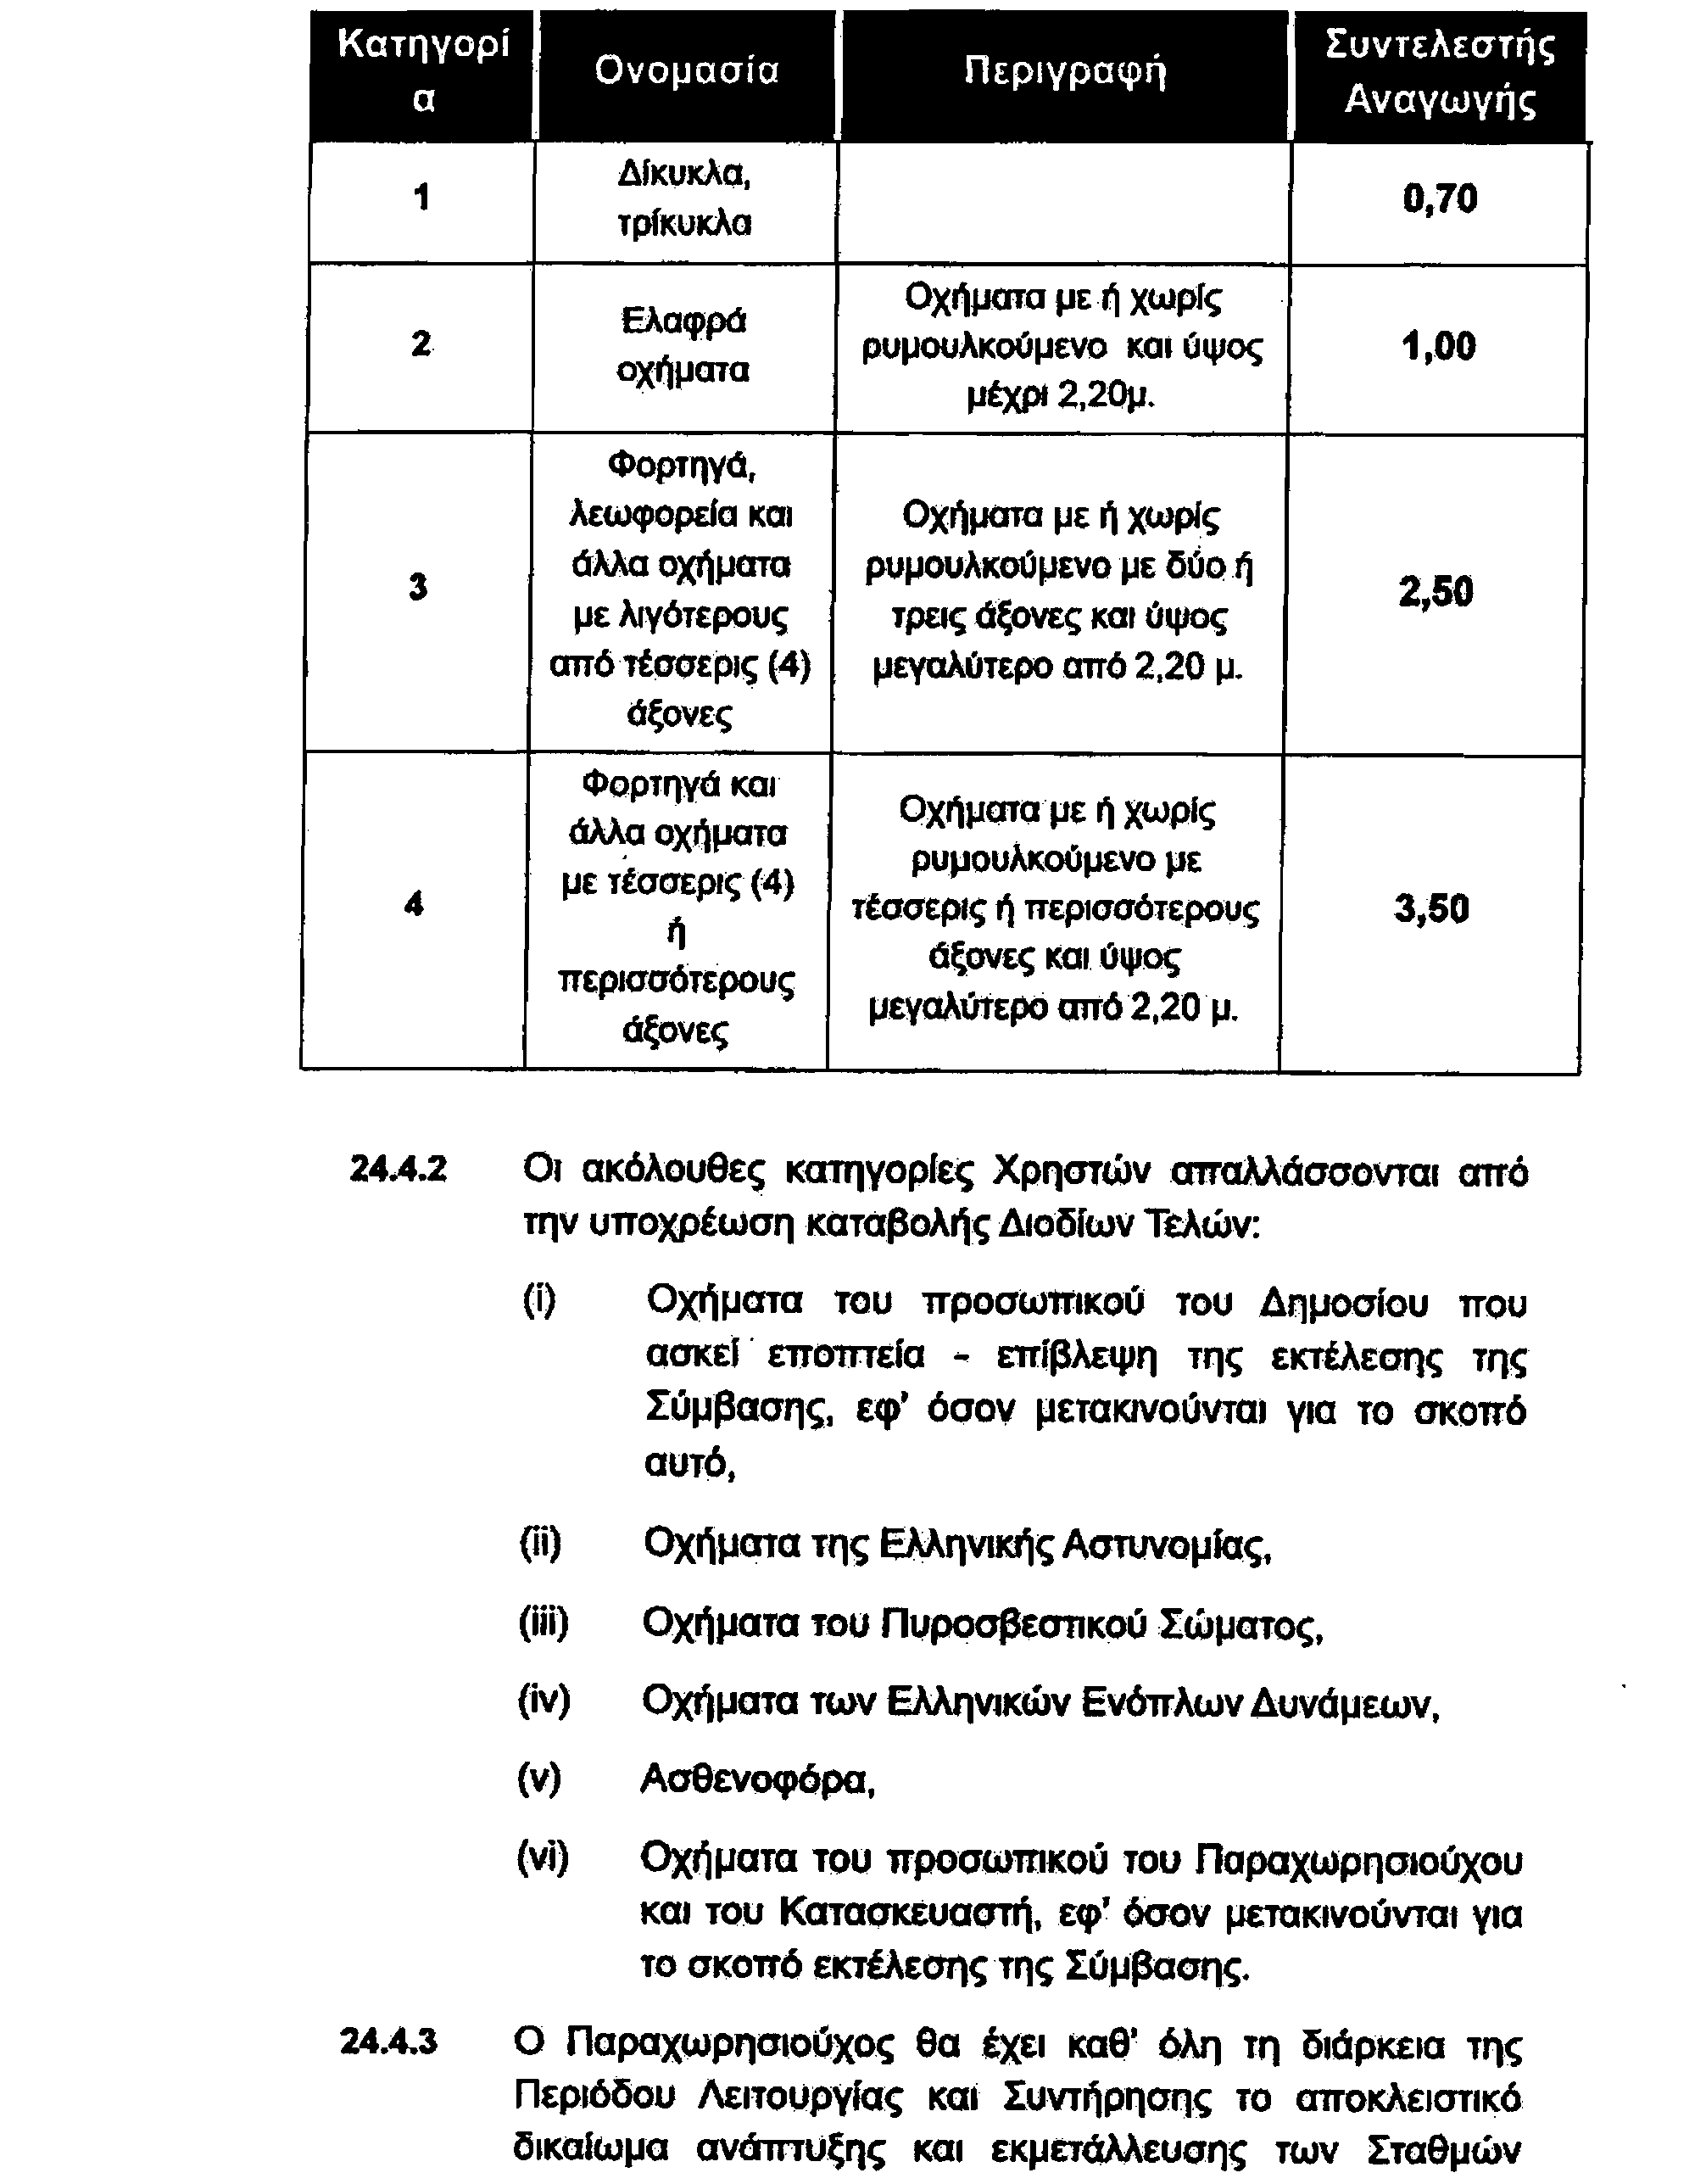 Κατηγορί
α
Ονομασία
Περιγραφή
Συντελεστής
Αναγωγής
1
Δίκυκλα,
τρίκυκλα
0,70
2
Ελαφρά
οχήματα
Οχήματα με ή χωρίς
ρυμουλκούμενο και ύψος
μέχρι 2,20μ.
1,00
3
Φορτηγά,
λεωφορεία και
άλλα οχήματα
με λιγότερους
από τέσσερις (4)
άξονες
Οχήματα με ή χωρίς
ρυμουλκούμενο με δύο ή
τρεις άξονες και ύψος
μεγαλύτερο από 2,20 μ.
2,50
4
Φορτηγά και
άλλα οχήματα
με τέσσερις (4)
ή
περισσότερους
άξονες
Οχήματα με ή χωρίς
ρυμουλκούμενο με
τέσσερις ή περισσότερους
άξονες και ύψος
μεγαλύτερο από 2,20 μ.
3,50
24.4.2 Οι ακόλουθες κατηγορίες Χρηστών απαλλάσσονται από
την υποχρέωση καταβολής Διοδίων Τελών:
(i) Οχήματα του προσωπικού του Δημοσίου που
ασκεί εποπτεία - επίβλεψη της εκτέλεσης της
Σύμβασης, εφ' όσον μετακινούνται για το σκοπό
αυτό,
(ii) Οχήματα της Ελληνικής Αστυνομίας,
(iii) Οχήματα του Πυροσβεστικού Σώματος,
(iv) Οχήματα των Ελληνικών Ενόπλων Δυνάμεων,
(v) Ασθενοφόρα,
(vi) Οχήματα του προσωπικού του Παραχωρησιούχου
και του Κατασκευαστή, εφ' όσον μετακινούνται για
το σκοπό εκτέλεσης της Σύμβασης.
24.4.3 Ο Παραχωρησιούχος θα έχει καθ' όλη τη διάρκεια της
Περιόδου Λειτουργίας και Συντήρησης το αποκλειστικό
δικαίωμα ανάπτυξης και εκμετάλλευσης των Σταθμών